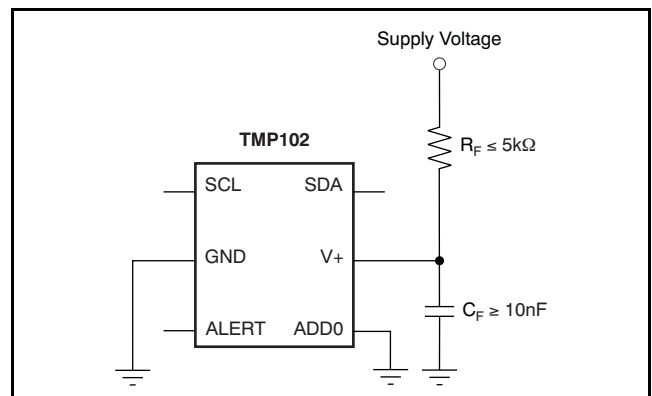 Supply Voltage
TMP102
R_F ≤ 5kΩ
SCL SDA
GND V+
C_F ≥ 10nF
ALERT ADD0